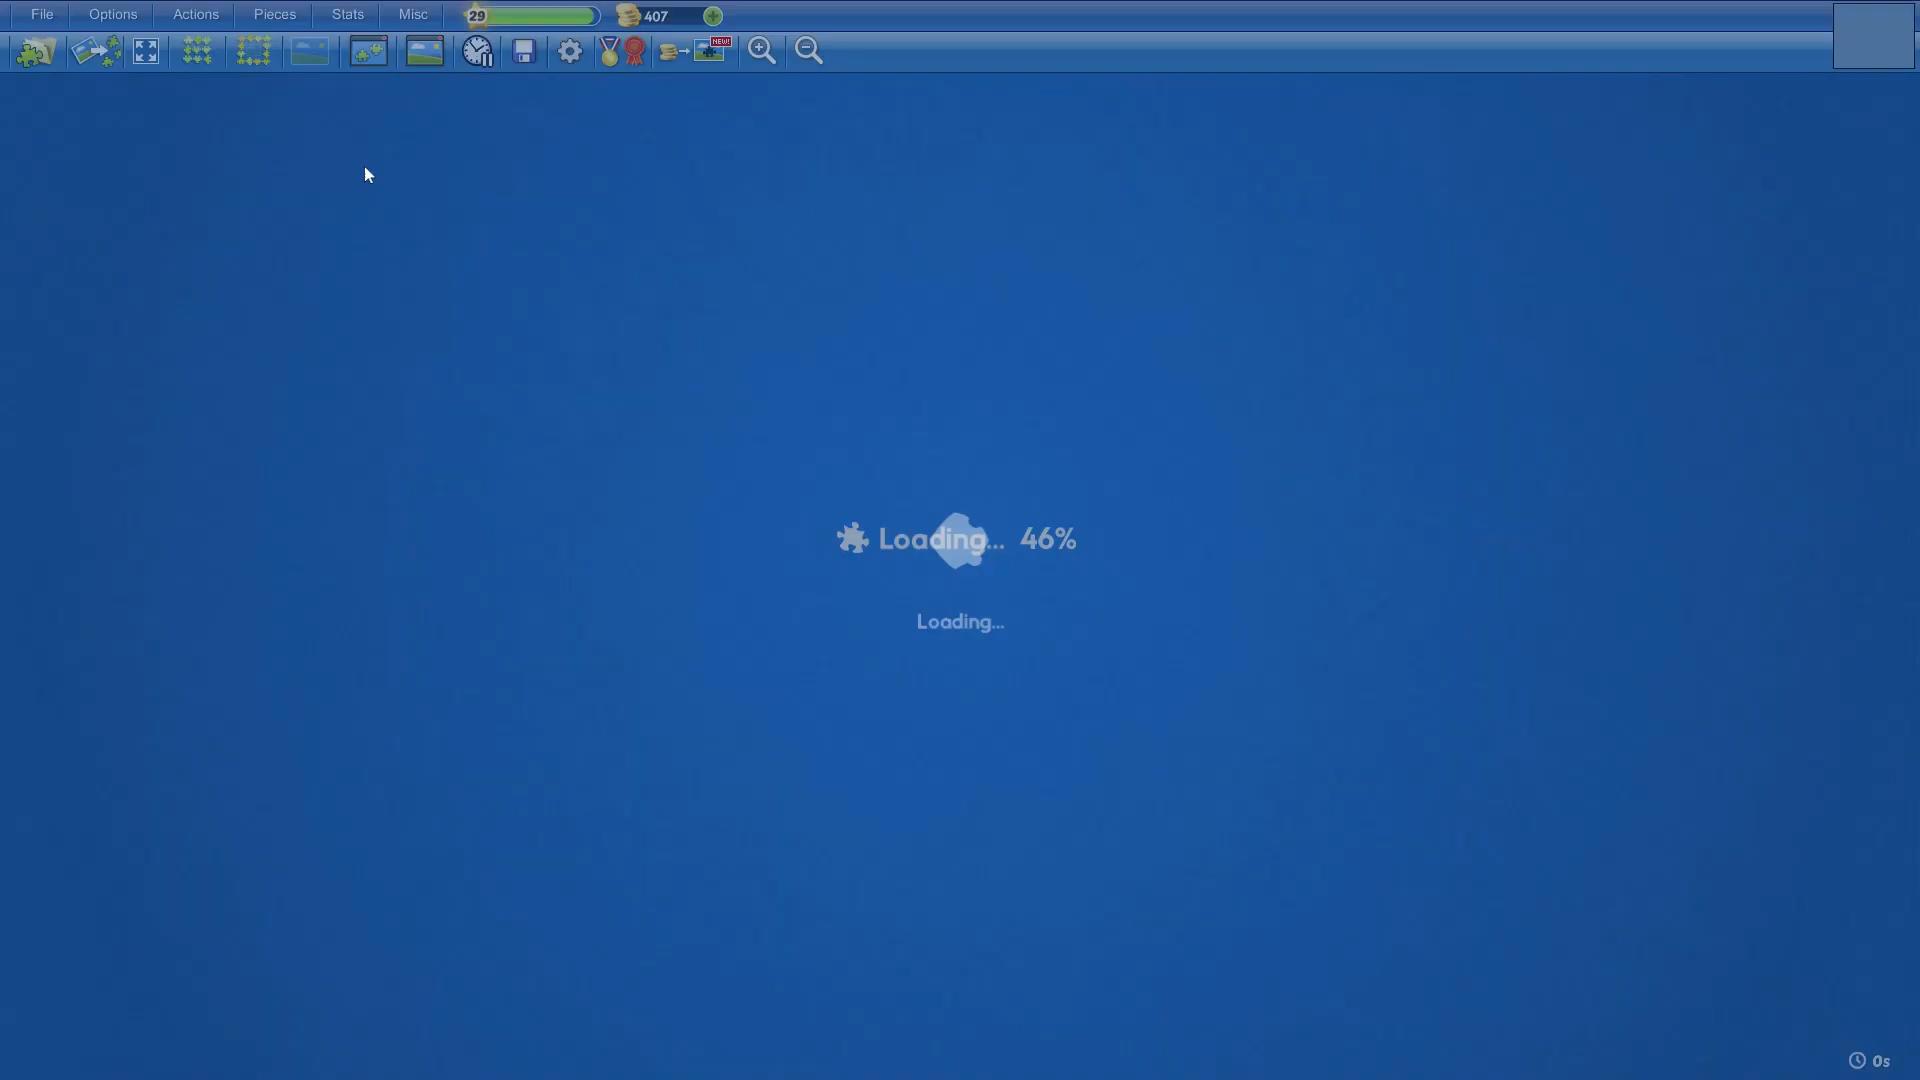 File Options Actions Pieces Stats Misc 29 407
NEW!
Loading... 46%
Loading...
0s